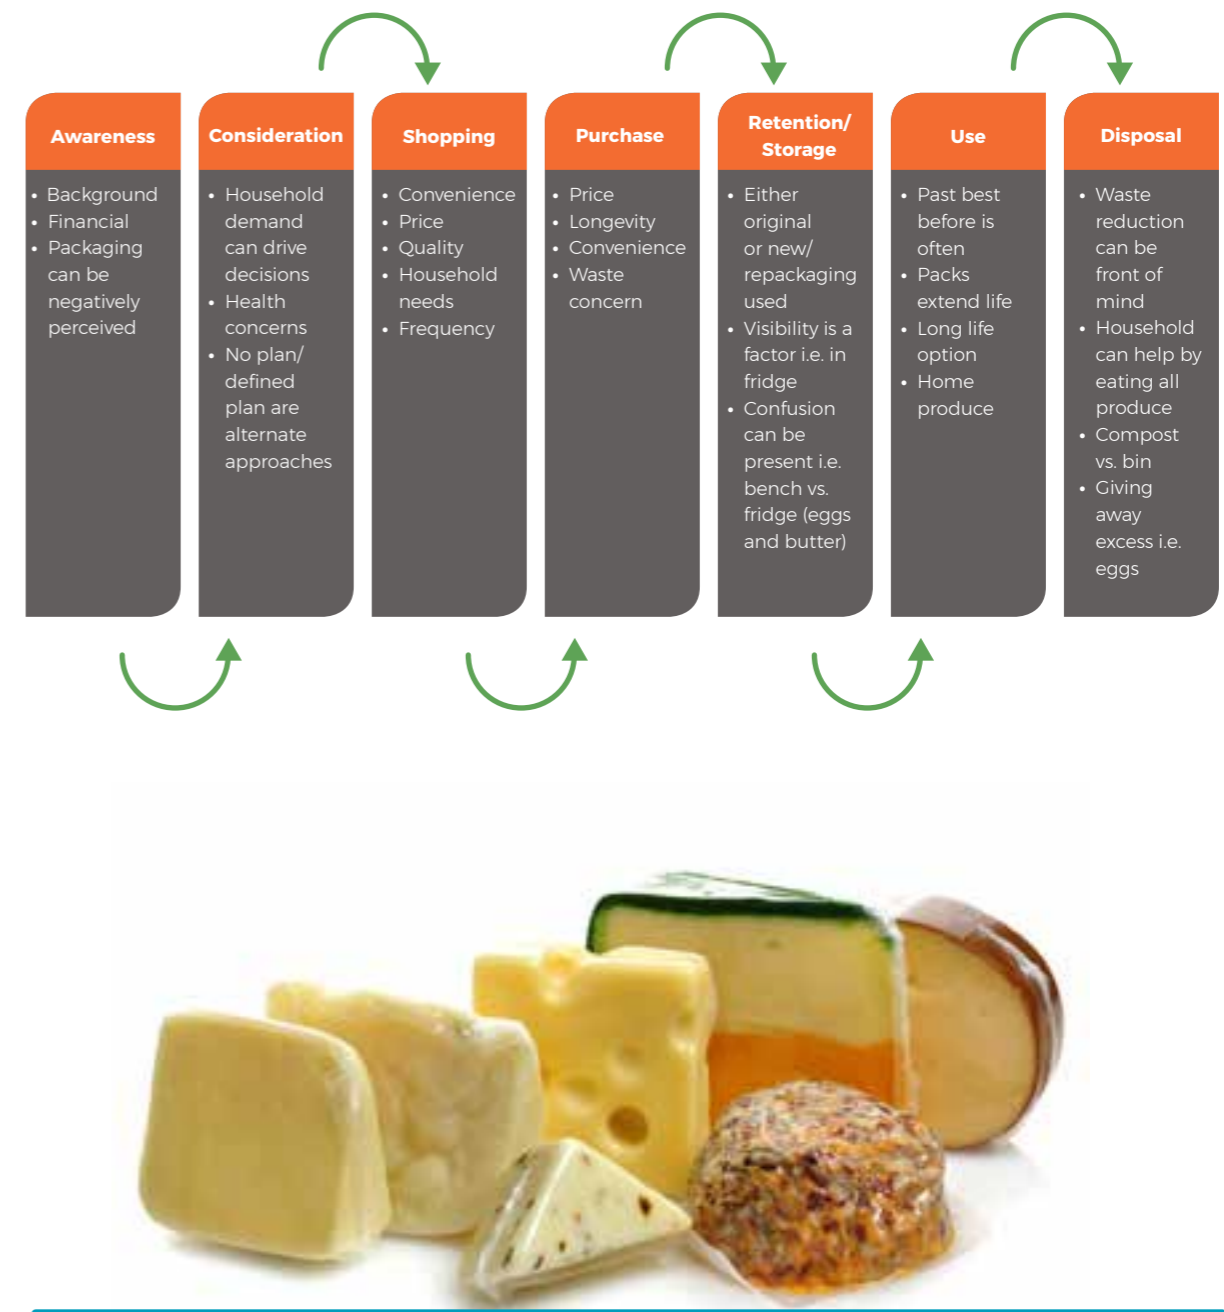 Awareness
• Background
• Financial
• Packaging
can be
negatively
perceived
Consideration
• Household
demand
can drive
decisions
• Health
concerns
• No plan/
defined
plan are
alternate
approaches
Shopping
• Convenience
• Price
• Quality
• Household
needs
• Frequency
Purchase
• Price
• Longevity
• Convenience
• Waste
concern
Retention/
Storage
• Either
original
or new/
repackaging
used
• Visibility is a
factor i.e. in
fridge
• Confusion
can be
present i.e.
bench vs.
fridge (eggs
and butter)
Use
• Past best
before is
often
• Packs
extend life
• Long life
option
• Home
produce
Disposal
• Waste
reduction
can be
front of
mind
• Household
can help by
eating all
produce
• Compost
vs. bin
• Giving
away
excess i.e.
eggs